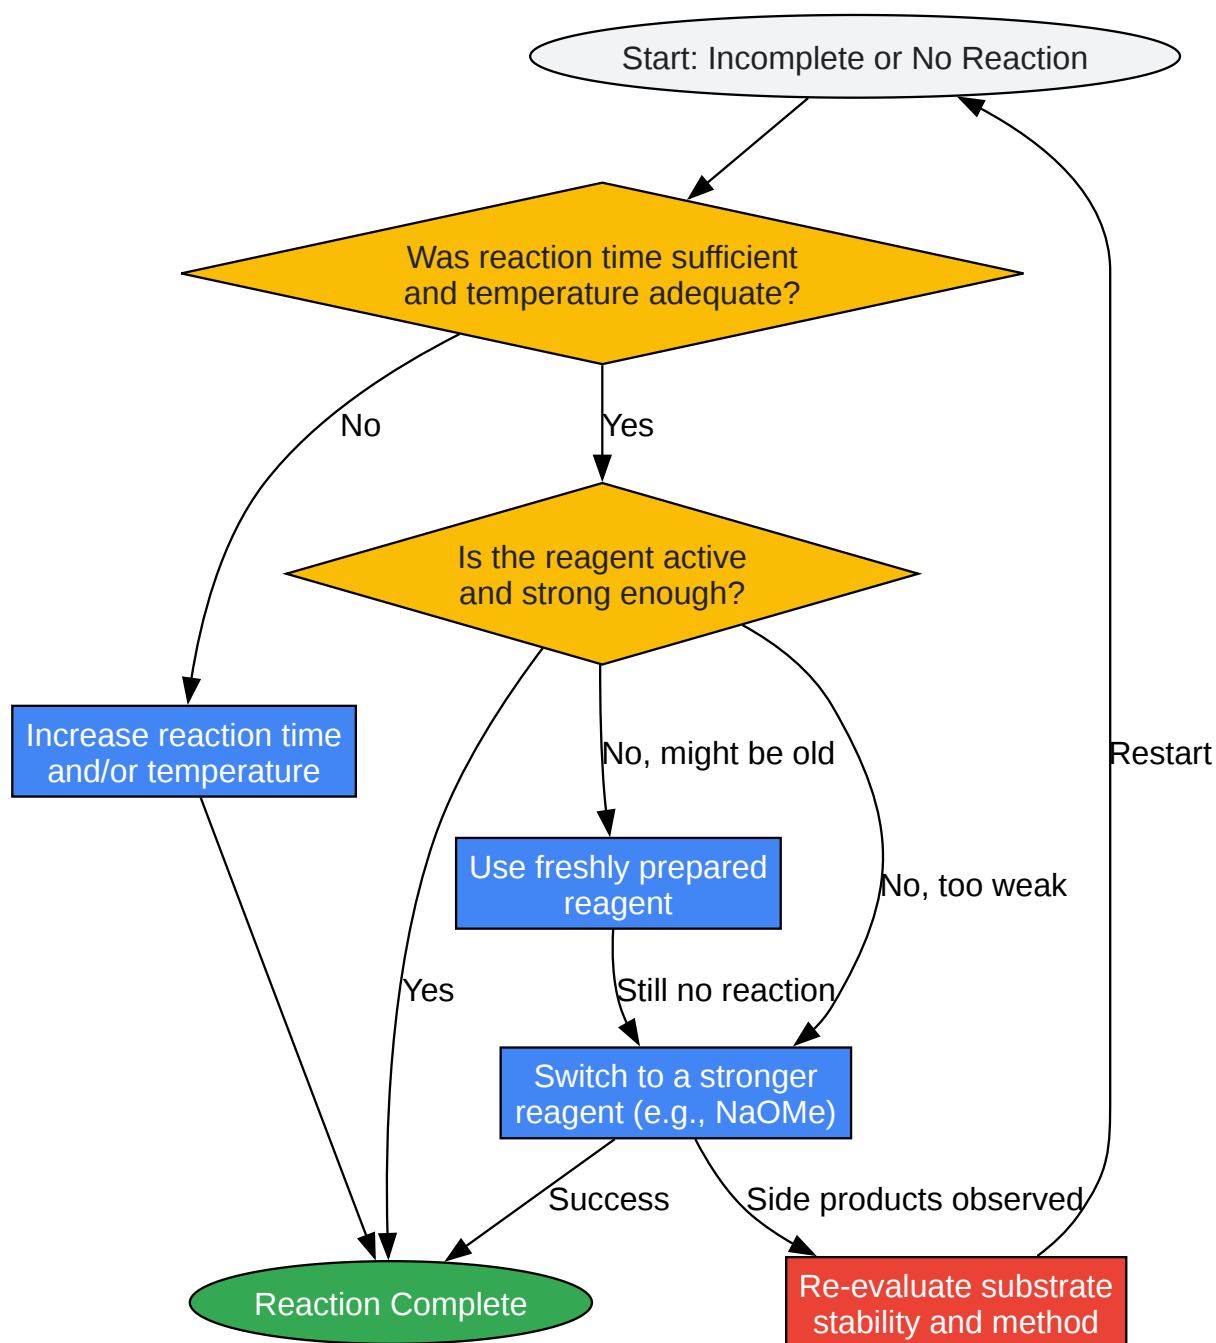 Start: Incomplete or No Reaction
Was reaction time sufficient
and temperature adequate?
No
Yes
Is the reagent active
and strong enough?
Increase reaction time
and/or temperature
No, might be old
Restart
Use freshly prepared
reagent
No, too weak
Yes
Still no reaction
Switch to a stronger
reagent (e.g., NaOMe)
Success
Side products observed
Reaction Complete
Re-evaluate substrate
stability and method